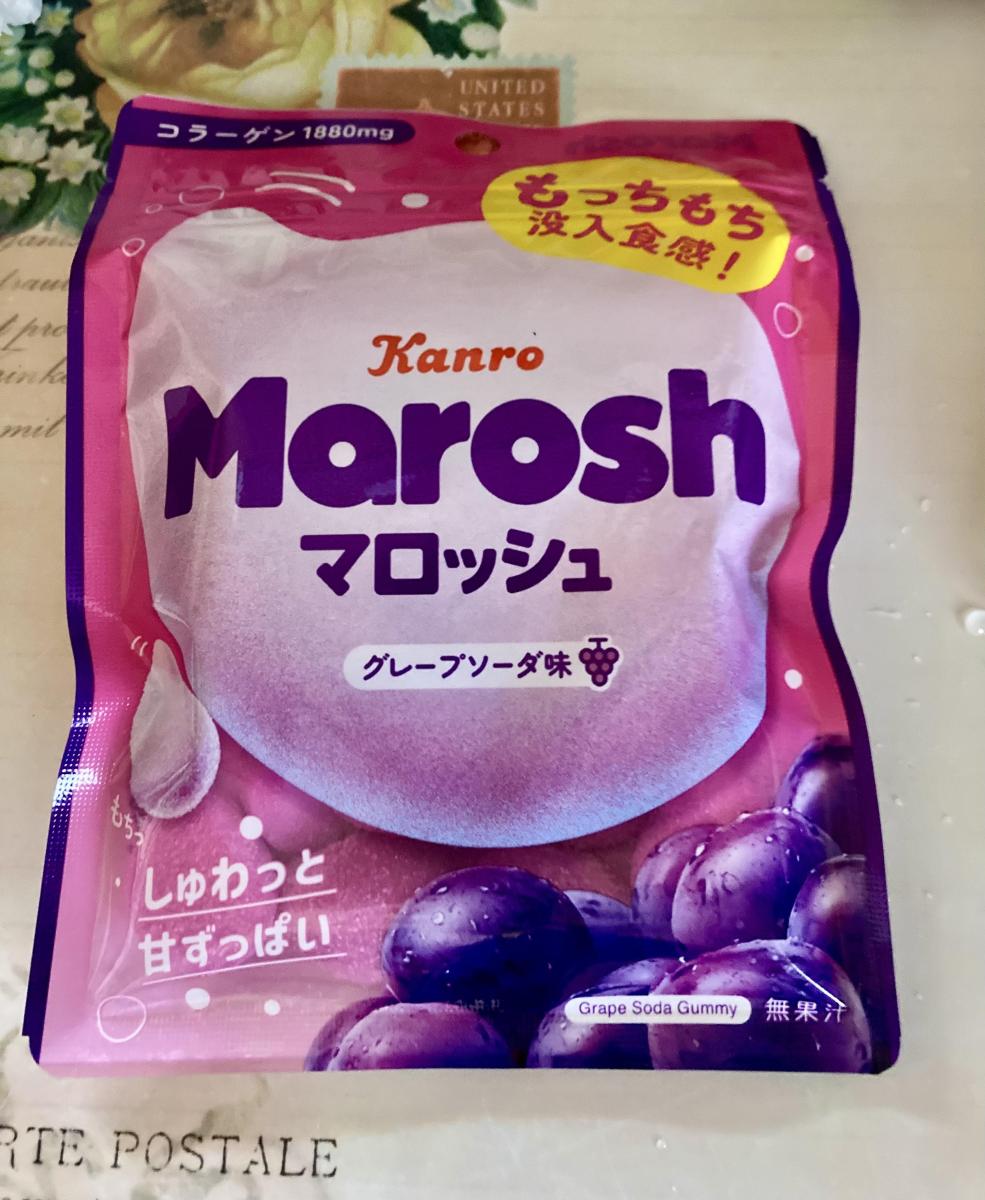 UNITED
STATES
コラーゲン1880mg
もっちもち
没入食感!
Kanro
Marosh
マロッシュ
グレープソーダ味
もちっ
しゅわっと
甘ずっぱい
Grape Soda Gummy
無果汁
mit
RTE POSTALE